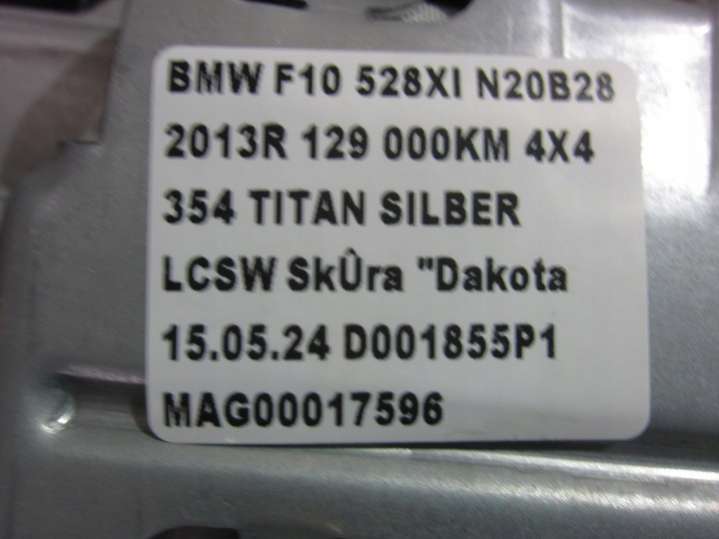 BMW F10 528XI N20B28
2013R 129 000KM 4X4
354 TITAN SILBER
LCSW SkÛra "Dakota
15.05.24 D001855P1
MAG00017596